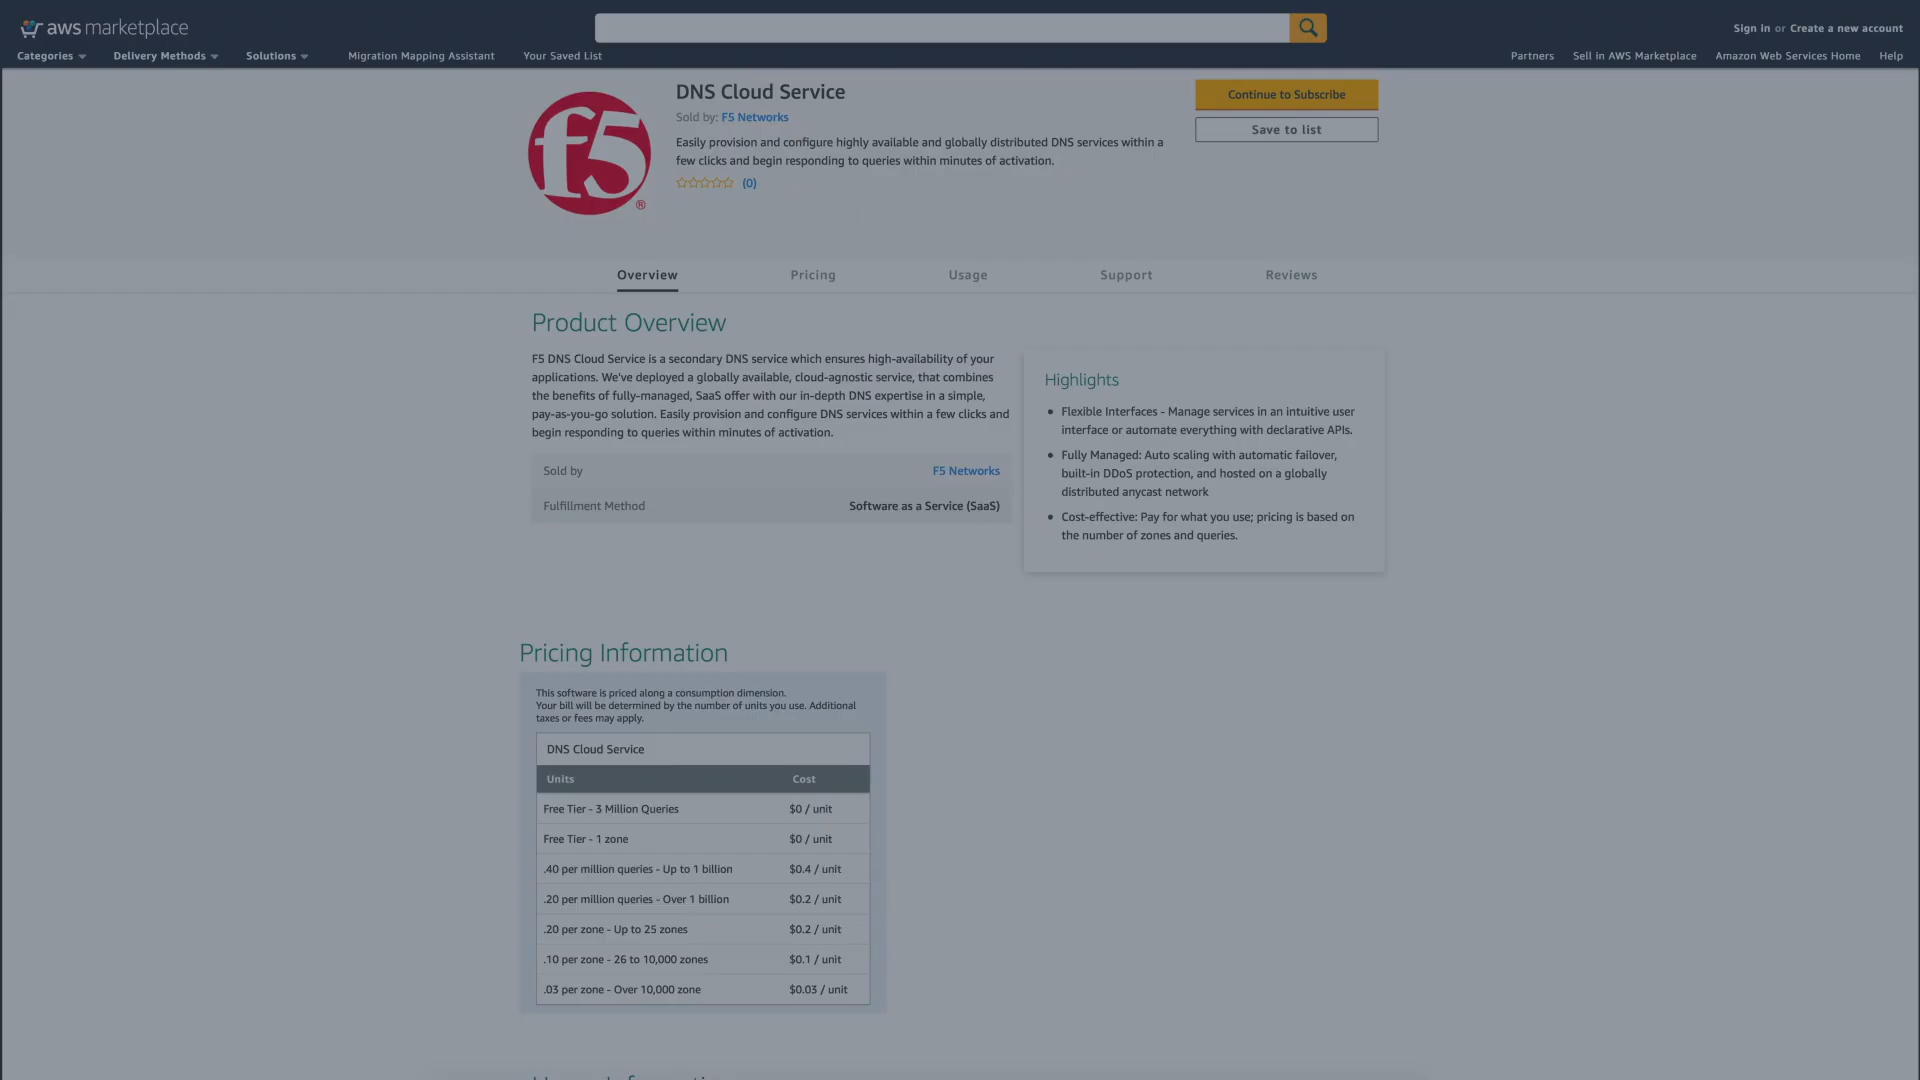 aws marketplace
Sign in or Create a new account
Categories
Delivery Methods
Solutions
Migration Mapping Assistant
Your Saved List
Partners
Sell in AWS Marketplace
Amazon Web Services Home
Help
f5
®
DNS Cloud Service
Sold by: F5 Networks
Easily provision and configure highly available and globally distributed DNS services within a
few clicks and begin responding to queries within minutes of activation.
(0)
Continue to Subscribe
Save to list
Overview
Pricing
Usage
Support
Reviews
Product Overview
F5 DNS Cloud Service is a secondary DNS service which ensures high-availability of your
applications. We've deployed a globally available, cloud-agnostic service, that combines
the benefits of fully-managed, SaaS offer with our in-depth DNS expertise in a simple,
pay-as-you-go solution. Easily provision and configure DNS services within a few clicks and
begin responding to queries within minutes of activation.
Sold by
F5 Networks
Fulfillment Method
Software as a Service (SaaS)
Highlights
Flexible Interfaces - Manage services in an intuitive user
interface or automate everything with declarative APIs.
Fully Managed: Auto scaling with automatic failover,
built-in DDoS protection, and hosted on a globally
distributed anycast network
Cost-effective: Pay for what you use; pricing is based on
the number of zones and queries.
Pricing Information
This software is priced along a consumption dimension.
Your bill will be determined by the number of units you use. Additional
taxes or fees may apply.
DNS Cloud Service
Units Cost
Free Tier - 3 Million Queries $0 / unit
Free Tier - 1 zone $0 / unit
.40 per million queries - Up to 1 billion $0.4 / unit
.20 per million queries - Over 1 billion $0.2 / unit
.20 per zone - Up to 25 zones $0.2 / unit
.10 per zone - 26 to 10,000 zones $0.1 / unit
.03 per zone - Over 10,000 zone $0.03 / unit